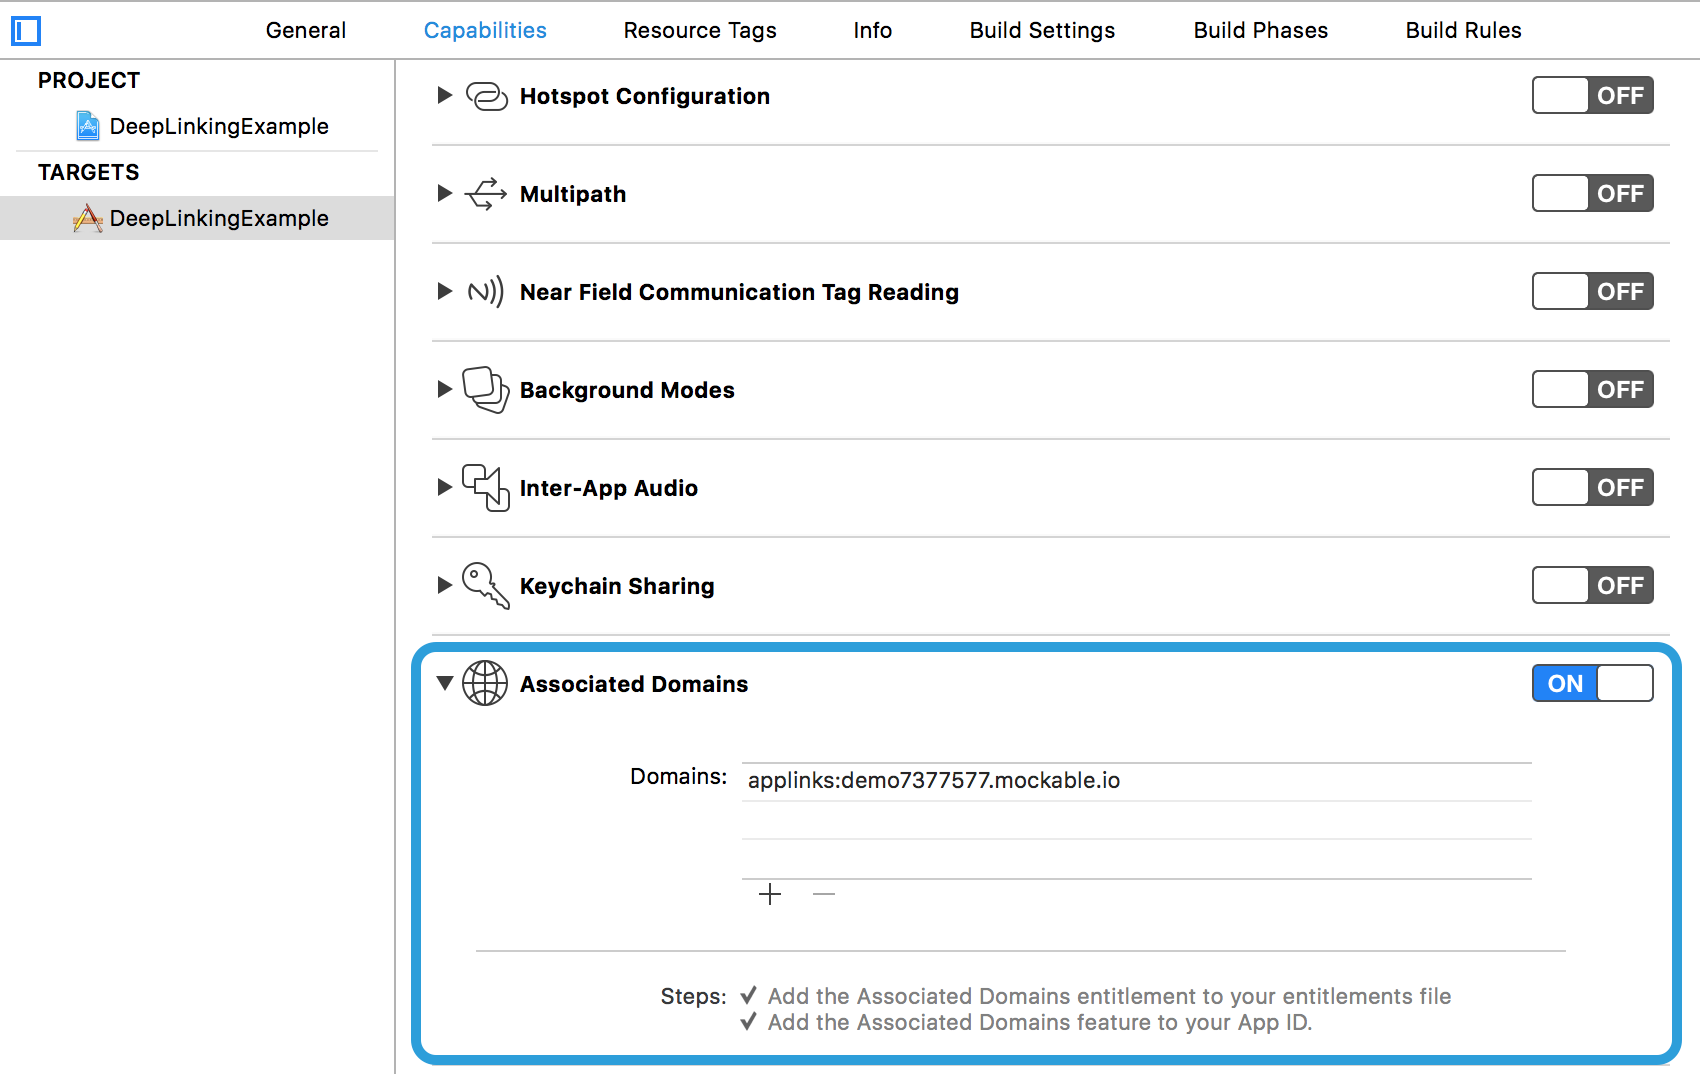 General Capabilities Resource Tags Info Build Settings Build Phases Build Rules
PROJECT
DeepLinkingExample
TARGETS
DeepLinkingExample
Hotspot Configuration OFF
Multipath OFF
Near Field Communication Tag Reading OFF
Background Modes OFF
Inter-App Audio OFF
Keychain Sharing OFF
Associated Domains ON
Domains: applinks:demo7377577.mockable.io
Steps: ✓ Add the Associated Domains entitlement to your entitlements file
✓ Add the Associated Domains feature to your App ID.